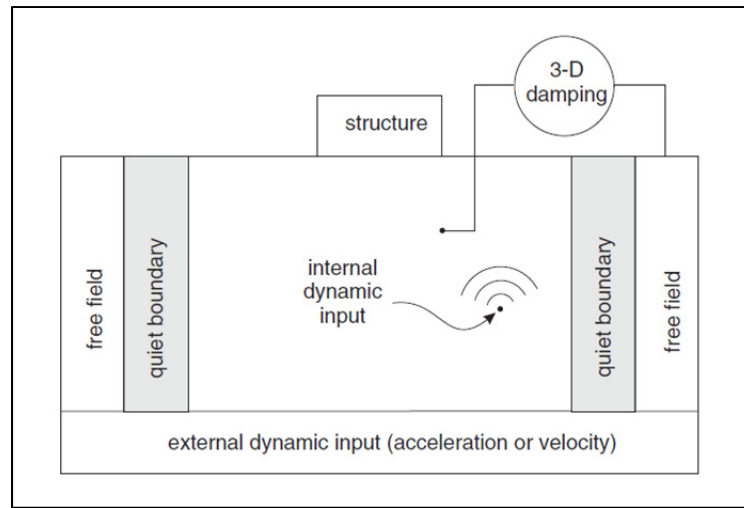 3-D
damping
structure
free field
quiet boundary
internal
dynamic
input
quiet boundary
free field
external dynamic input (acceleration or velocity)